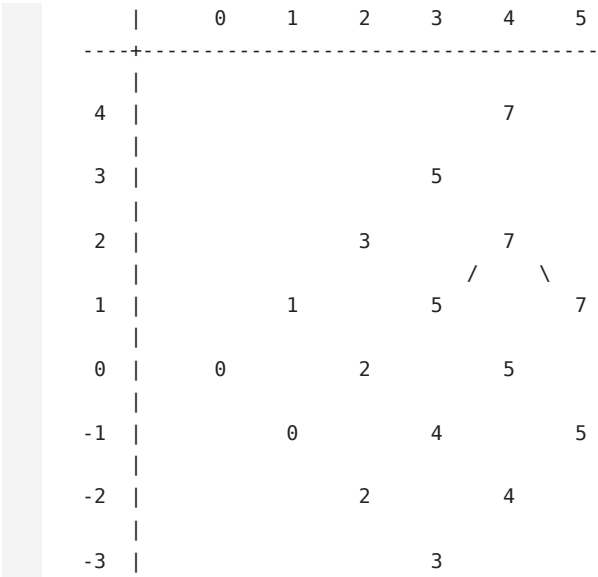 |      0    1    2    3    4    5
----+--------------------------------
    |
 4  |                          7
    |
 3  |                     5
    |
 2  |                3         7
    |                       /    \
 1  |           1         5         7
    |
 0  |      0         2         5
    |
-1  |           0         4         5
    |
-2  |                2         4
    |
-3  |                     3